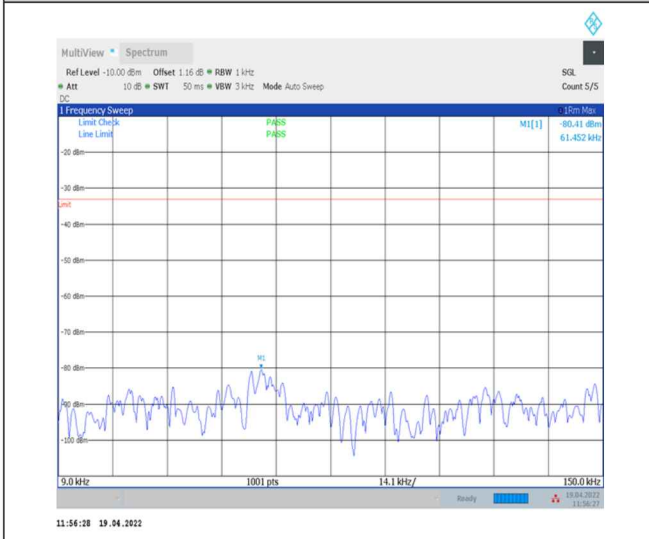 MultiView Spectrum
Ref Level -10.00 dBm Offset 1.16 dB RBW 1 kHz SGL
Att 10 dB SWT 50 ms VBW 3 kHz Mode Auto Sweep Count 5/5
DC
1 Frequency Sweep 1Rm Max
Limit Check PASS M1[1] -80.41 dBm
Line Limit PASS 61.452 kHz
-20 dBm
-30 dBm
Limit
-40 dBm
-50 dBm
-60 dBm
-70 dBm
M1
-80 dBm
-90 dBm
-100 dBm
9.0 kHz 1001 pts 14.1 kHz/ 150.0 kHz
Ready 19.04.2022
11:56:27
11:56:28 19.04.2022